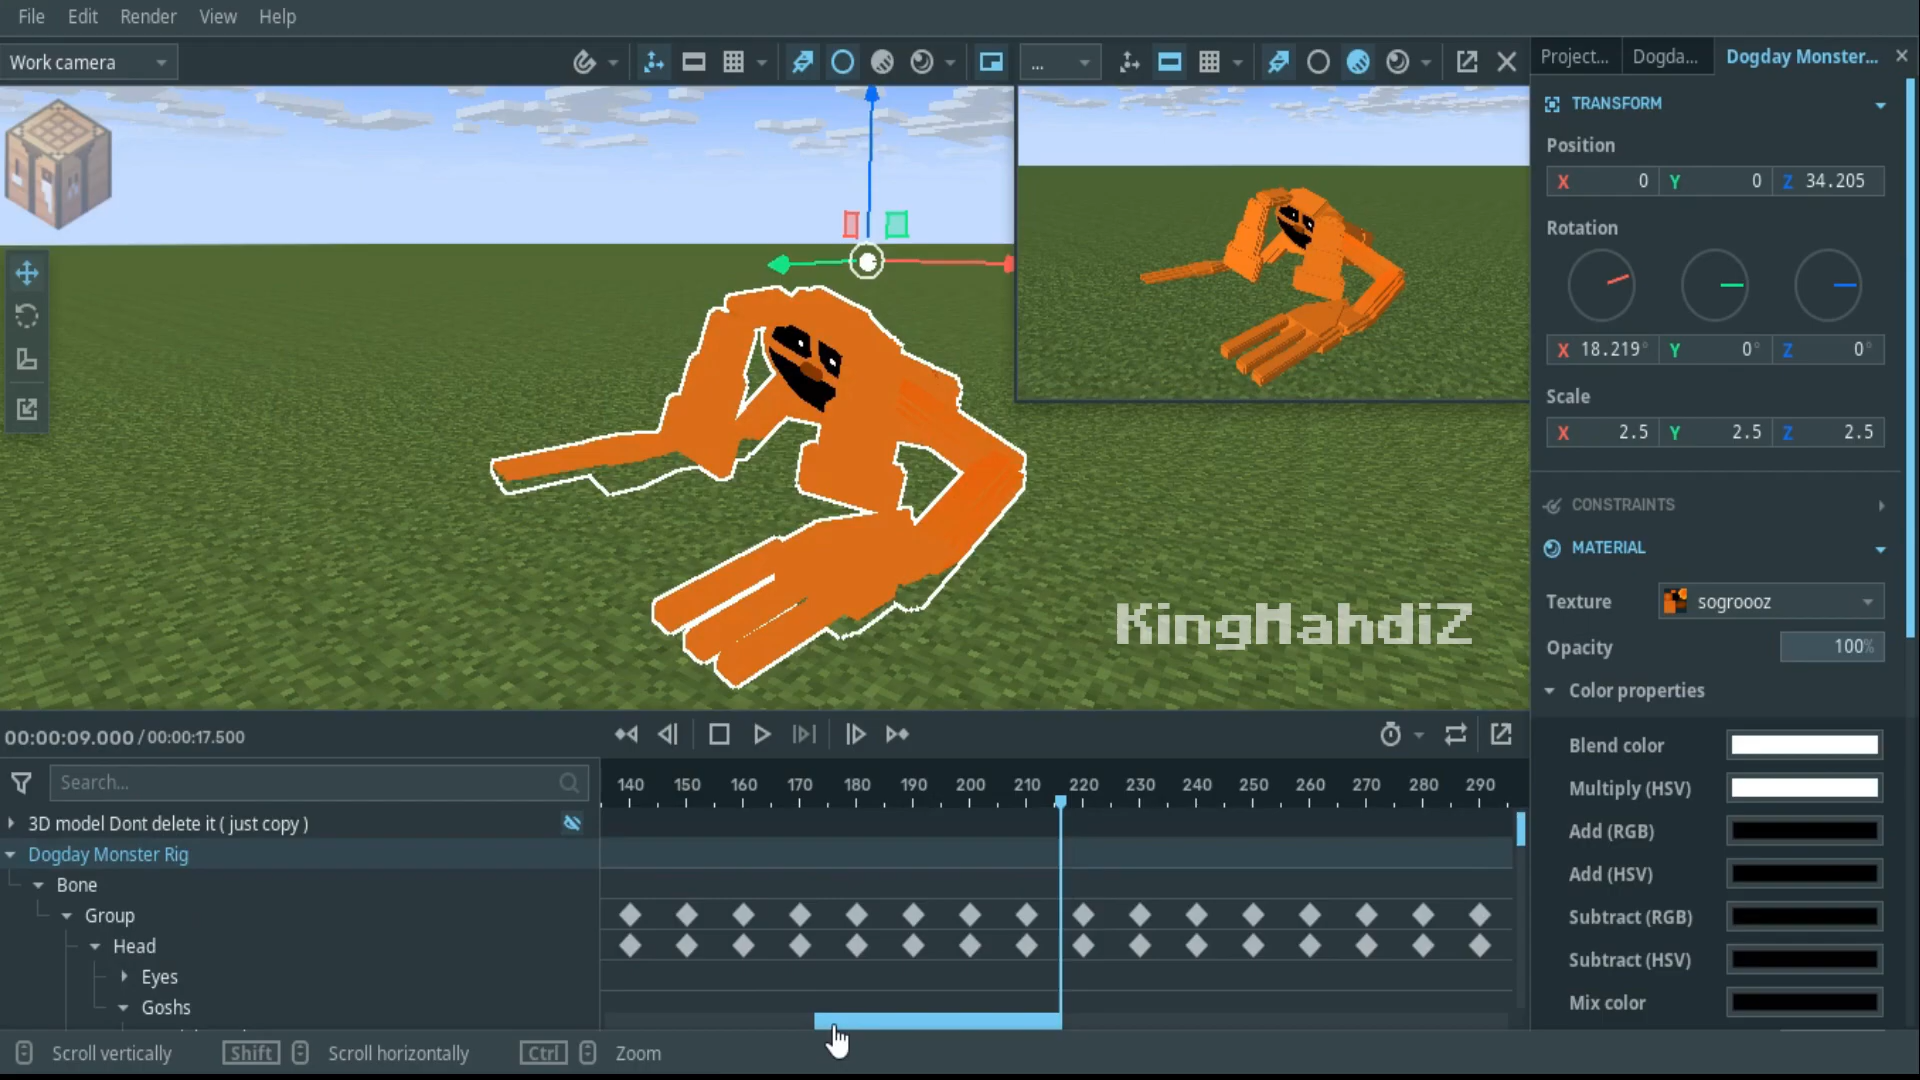 File Edit Render View Help
Work camera
...
Project... Dogda... Dogday Monster...
TRANSFORM
Position
X 0 Y 0 Z 34.205
Rotation
X 18.219° Y 0° Z 0°
Scale
X 2.5 Y 2.5 Z 2.5
CONSTRAINTS
MATERIAL
Texture sogroooz
Opacity 100%
Color properties
Blend color
Multiply (HSV)
Add (RGB)
Add (HSV)
Subtract (RGB)
Subtract (HSV)
Mix color
KingMahdiZ
00:00:09.000 / 00:00:17.500
Search...
140 150 160 170 180 190 200 210 220 230 240 250 260 270 280 290
3D model Dont delete it ( just copy )
Dogday Monster Rig
Bone
Group
Head
Eyes
Goshs
Scroll vertically Shift Scroll horizontally Ctrl Zoom